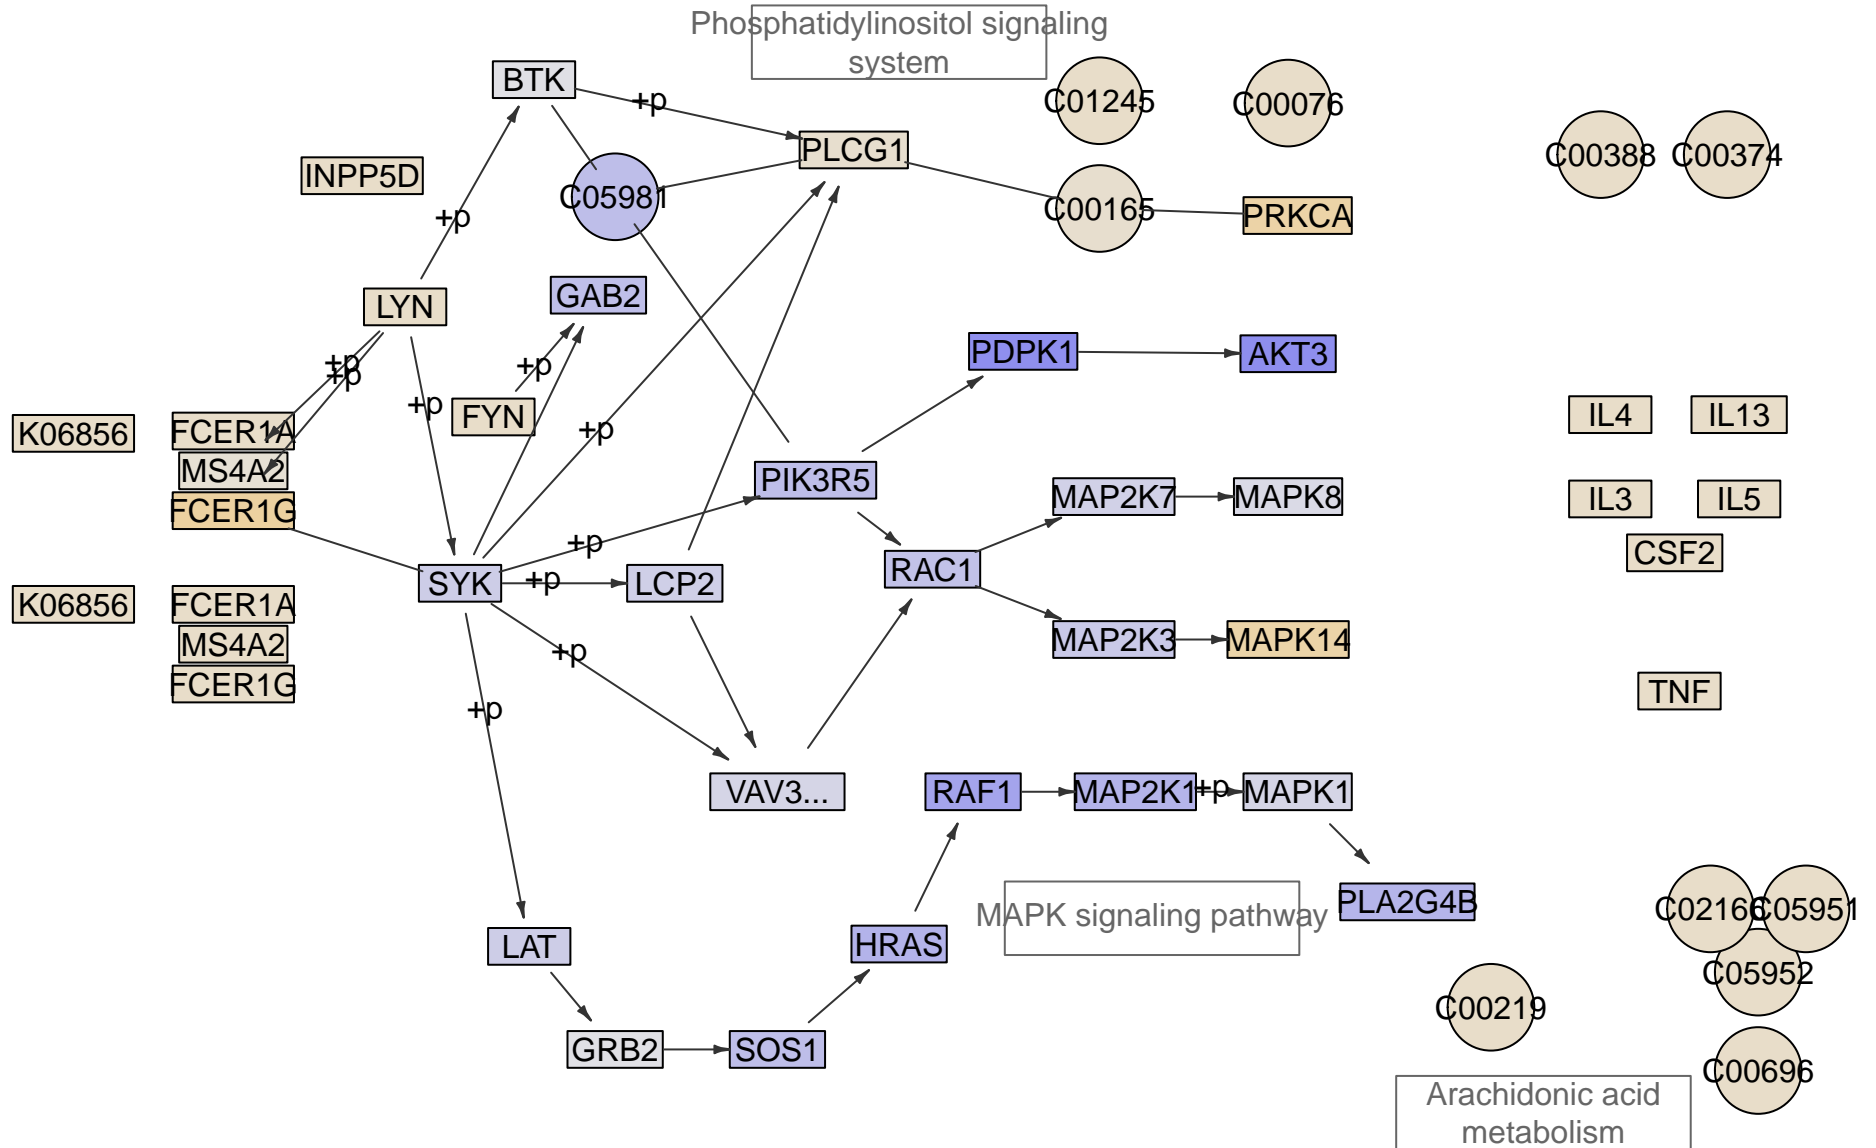 Phosphatidylinositol signaling
system
BTK
+p
C01245
C00076
PLCG1
C00388
C00374
INPP5D
C05981
C00165
PRKCA
+p
LYN
GAB2
+p
+p
+p
PDPK1
AKT3
+p
FYN
K06856
FCER1A
+p
IL4
IL13
MS4A2
PIK3R5
MAP2K7
MAPK8
IL3
IL5
FCER1G
+p
CSF2
SYK
+p
LCP2
RAC1
K06856
FCER1A
MS4A2
+p
MAP2K3
MAPK14
FCER1G
TNF
+p
VAV3...
RAF1
MAP2K1
+p
MAPK1
MAPK signaling pathway
PLA2G4B
C02166
C05951
LAT
HRAS
C05952
C00219
GRB2
SOS1
C00696
Arachidonic acid
metabolism